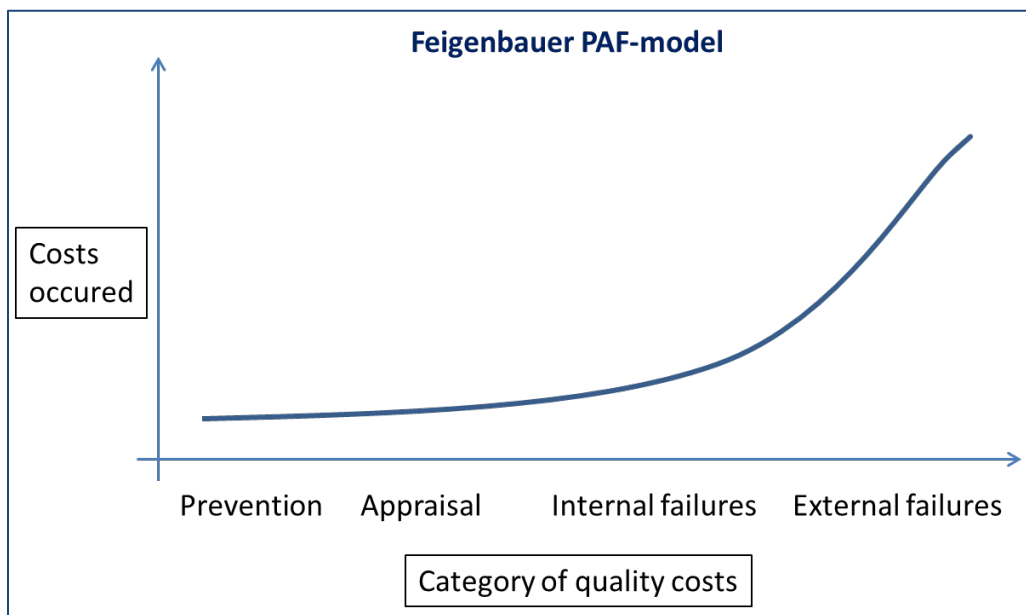 Feigenbauer PAF-model
Costs
occured
Prevention Appraisal Internal failures External failures
Category of quality costs